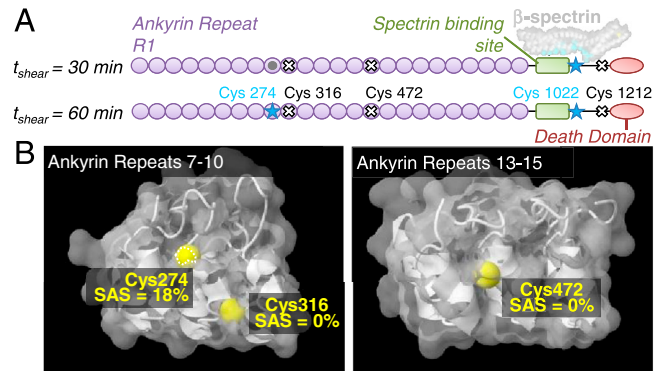 A
Ankyrin Repeat
R1
Spectrin binding
site
β-spectrin
tshear = 30 min
Cys 274
Cys 316
Cys 472
Cys 1022
Cys 1212
tshear = 60 min
Death Domain
B
Ankyrin Repeats 7-10
Ankyrin Repeats 13-15
Cys274
SAS = 18%
Cys316
SAS = 0%
Cys472
SAS = 0%